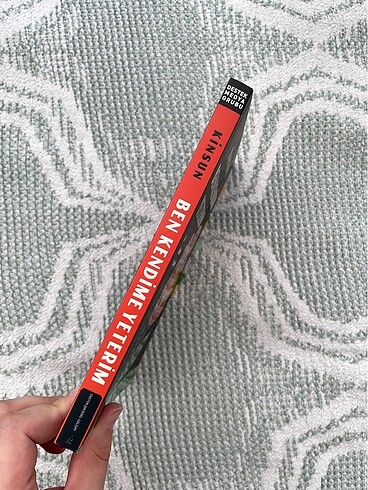 DESTEK
MEDYA
GRUBU
KİNSUN
BEN KENDİME YETERİM